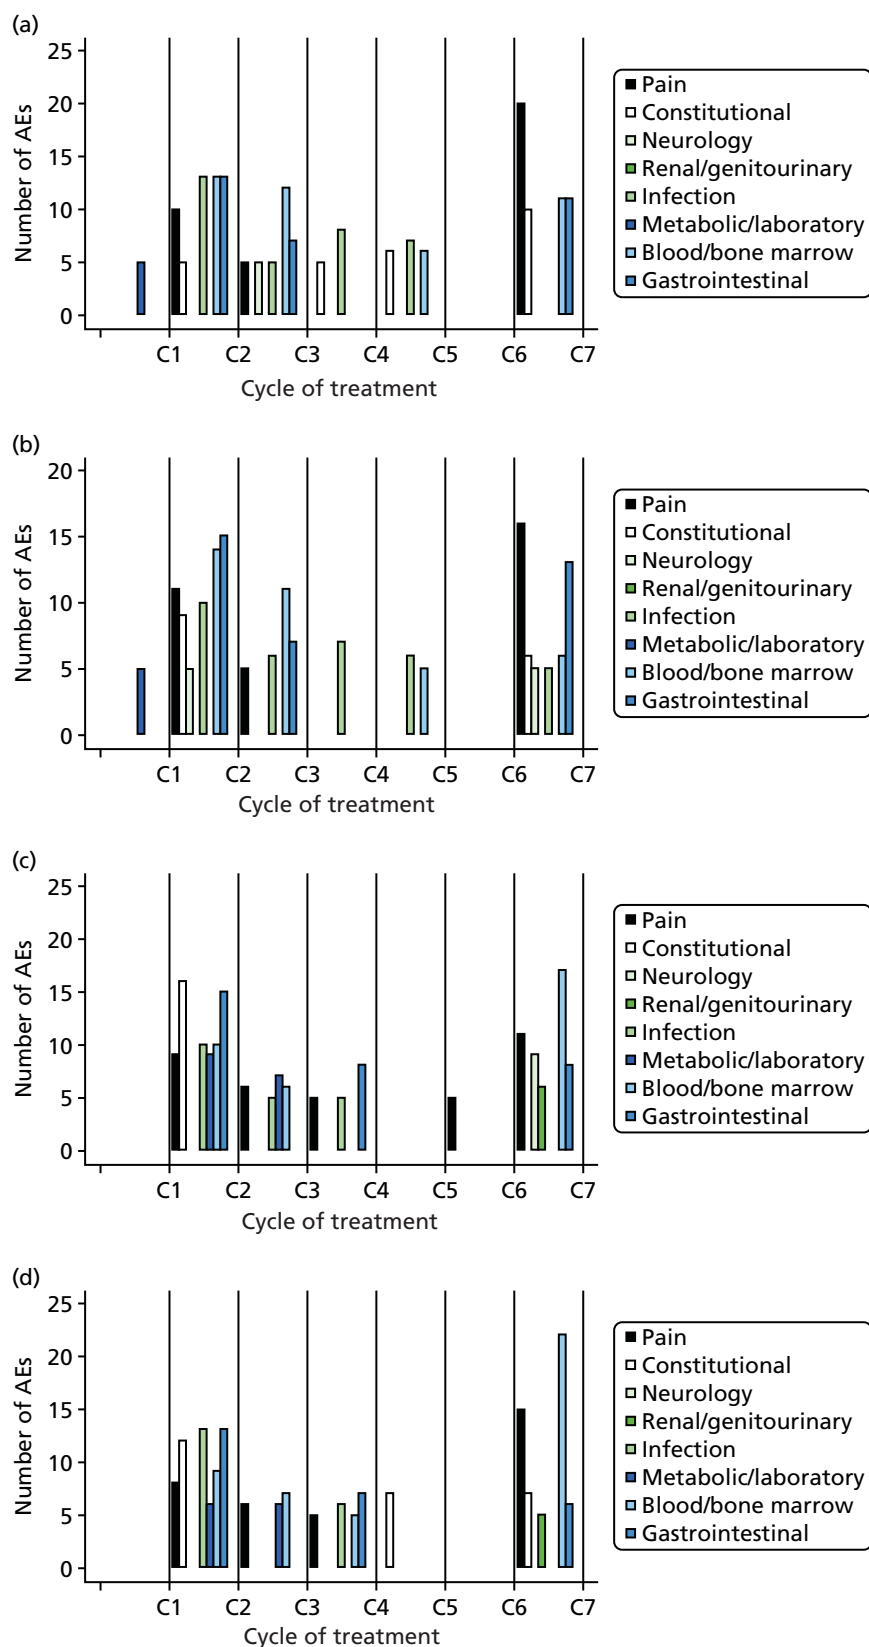 (a)
25
20
15
10
5
0
Number of AEs
C1 C2 C3 C4 C5 C6 C7
Cycle of treatment
Pain
Constitutional
Neurology
Renal/genitourinary
Infection
Metabolic/laboratory
Blood/bone marrow
Gastrointestinal
(b)
20
15
10
5
0
Number of AEs
C1 C2 C3 C4 C5 C6 C7
Cycle of treatment
Pain
Constitutional
Neurology
Renal/genitourinary
Infection
Metabolic/laboratory
Blood/bone marrow
Gastrointestinal
(c)
25
20
15
10
5
0
Number of AEs
C1 C2 C3 C4 C5 C6 C7
Cycle of treatment
Pain
Constitutional
Neurology
Renal/genitourinary
Infection
Metabolic/laboratory
Blood/bone marrow
Gastrointestinal
(d)
25
20
15
10
5
0
Number of AEs
C1 C2 C3 C4 C5 C6 C7
Cycle of treatment
Pain
Constitutional
Neurology
Renal/genitourinary
Infection
Metabolic/laboratory
Blood/bone marrow
Gastrointestinal